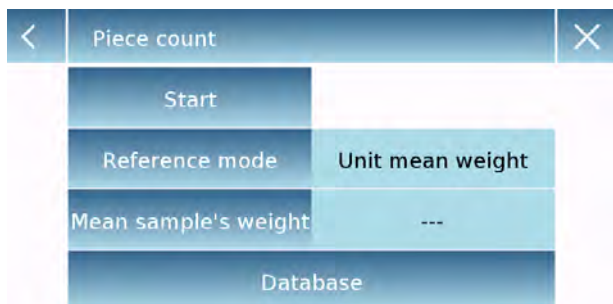 Piece count
Start
Reference mode
Unit mean weight
Mean sample's weight
---
Database